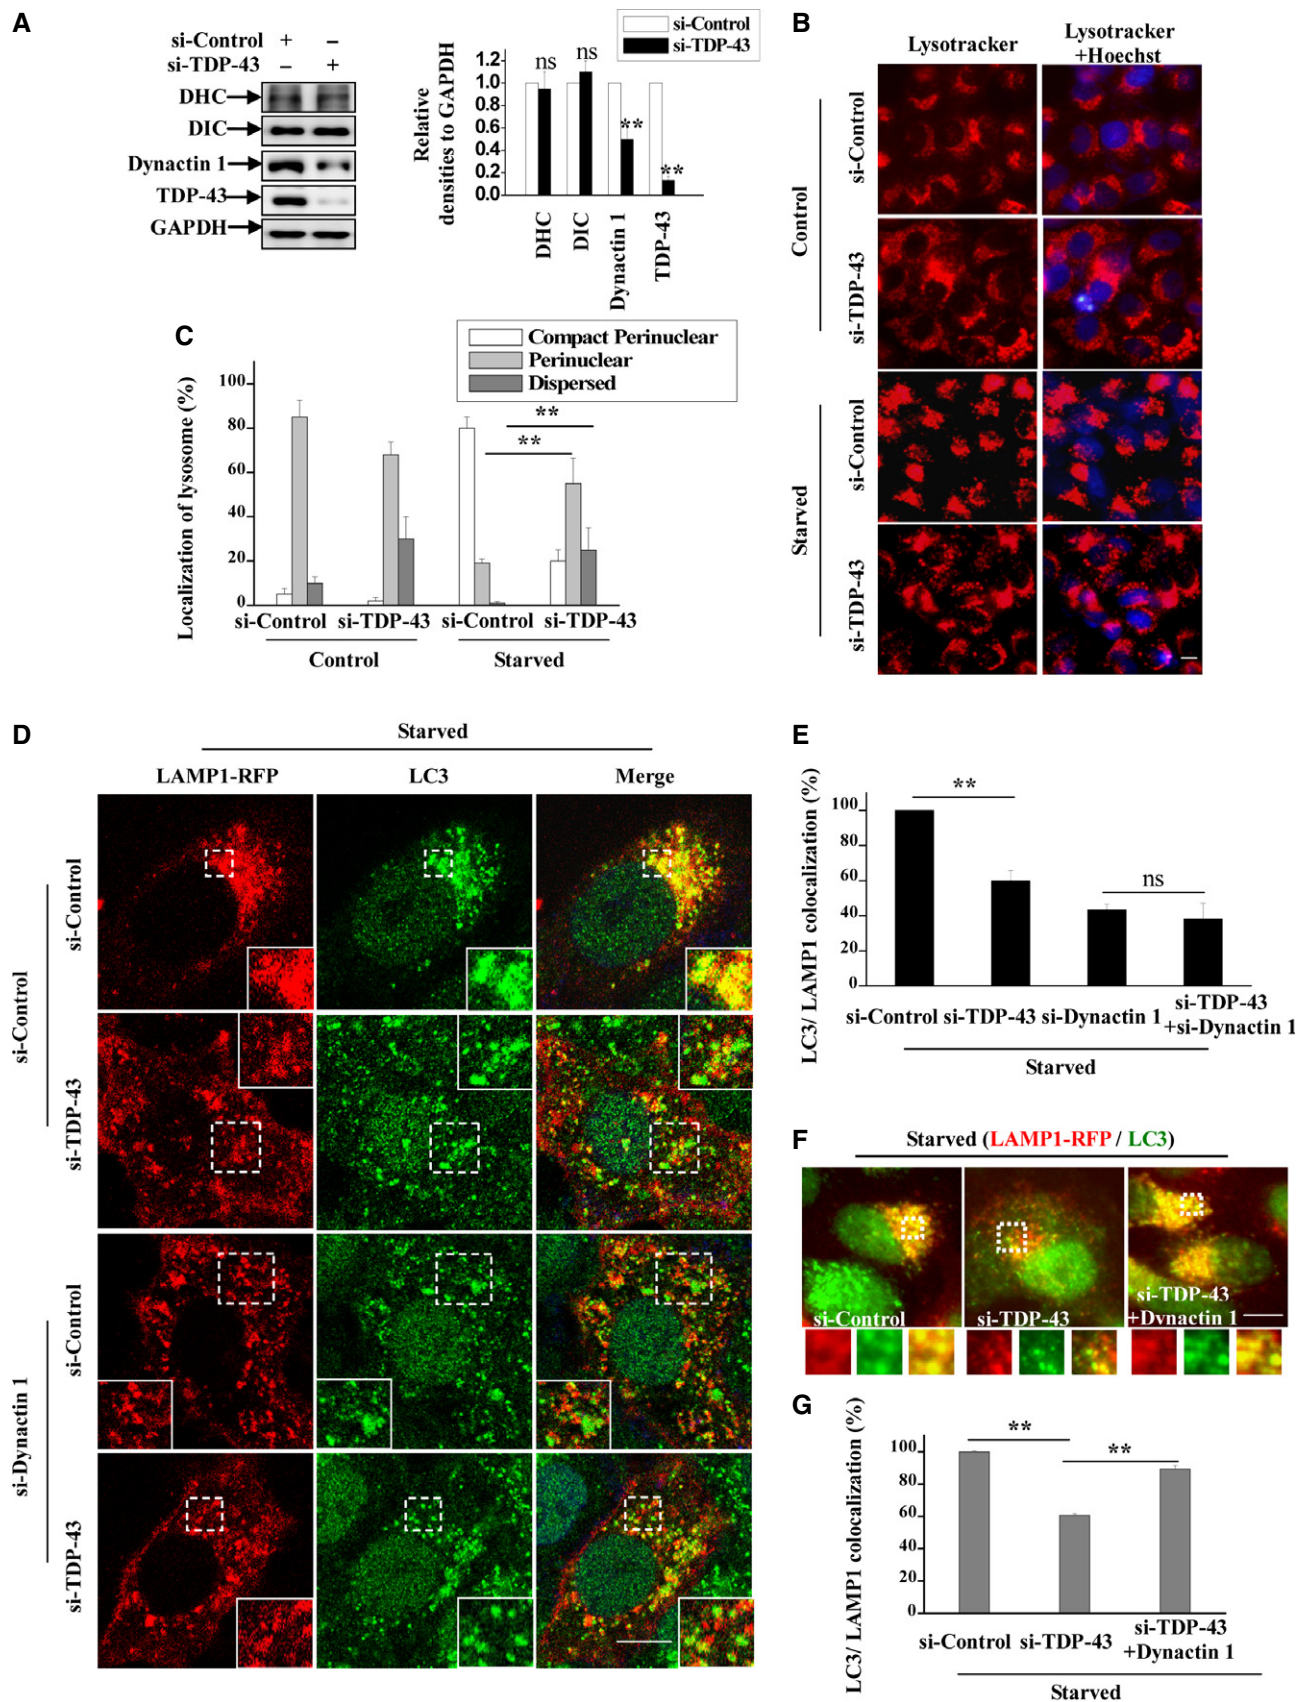 A
si-Control + –
si-TDP-43 – +
DHC
DIC
Dynactin 1
TDP-43
GAPDH
si-Control
si-TDP-43
Relative
densities to GAPDH
1.2
1.0
0.8
0.6
0.4
0.2
0.0
ns
ns
**
**
DHC
DIC
Dynactin 1
TDP-43
B
Lysotracker
Lysotracker
+Hoechst
Control
si-Control
si-TDP-43
Starved
si-Control
si-TDP-43
C
Compact Perinuclear
Perinuclear
Dispersed
Localization of lysosome (%)
100
80
60
40
20
0
**
**
si-Control
si-TDP-43
si-Control
si-TDP-43
Control
Starved
D
Starved
LAMP1-RFP
LC3
Merge
si-Control
si-Control
si-TDP-43
si-Dynactin 1
si-Control
si-TDP-43
E
LC3/ LAMP1 colocalization (%)
100
80
60
40
20
0
**
ns
si-Control
si-TDP-43
si-Dynactin 1
si-TDP-43
+si-Dynactin 1
Starved
F
Starved (LAMP1-RFP / LC3)
si-Control
si-TDP-43
si-TDP-43
+Dynactin 1
G
LC3/ LAMP1 colocalization (%)
100
80
60
40
20
0
**
**
si-Control
si-TDP-43
si-TDP-43
+Dynactin 1
Starved